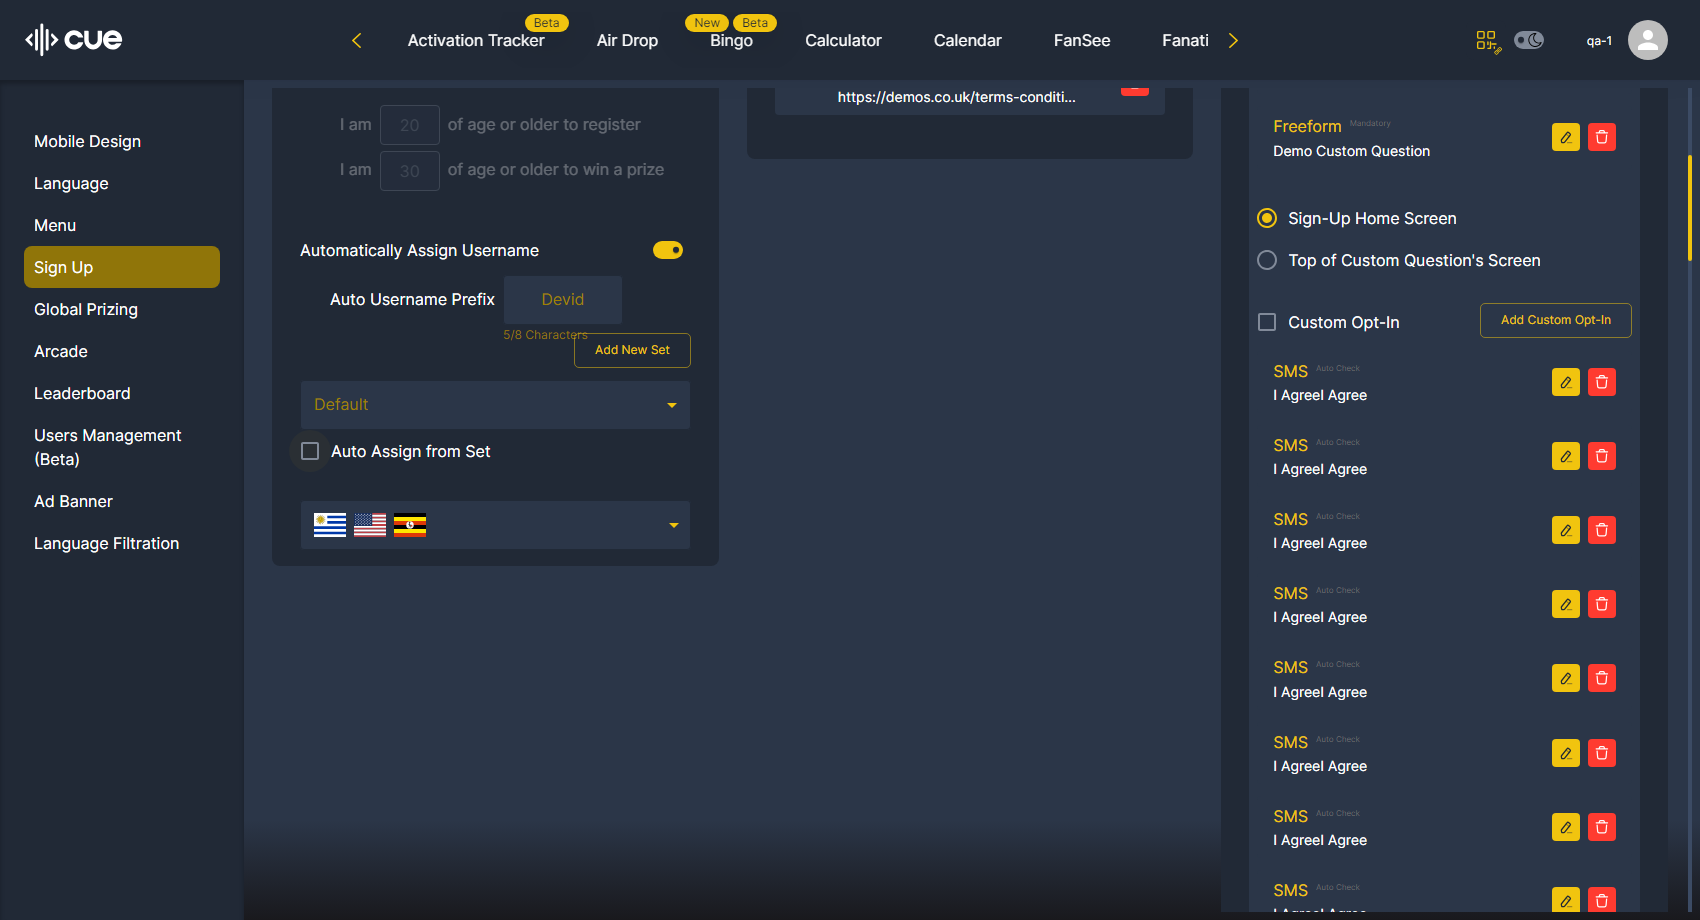 cue
Activation Tracker
Beta
Air Drop
New
Beta
Bingo
Calculator
Calendar
FanSee
Fanati
qa-1
Mobile Design
Language
Menu
Sign Up
Global Prizing
Arcade
Leaderboard
Users Management
(Beta)
Ad Banner
Language Filtration
I am 20 of age or older to register
I am 30 of age or older to win a prize
Automatically Assign Username
Auto Username Prefix Devid
5/8 Characters
Add New Set
Default
Auto Assign from Set
https://demos.co.uk/terms-conditi...
Freeform Mandatory
Demo Custom Question
Sign-Up Home Screen
Top of Custom Question's Screen
Custom Opt-In Add Custom Opt-In
SMS Auto Check
I Agreel Agree
SMS Auto Check
I Agreel Agree
SMS Auto Check
I Agreel Agree
SMS Auto Check
I Agreel Agree
SMS Auto Check
I Agreel Agree
SMS Auto Check
I Agreel Agree
SMS Auto Check
I Agreel Agree
SMS Auto Check
I Agreel Agree